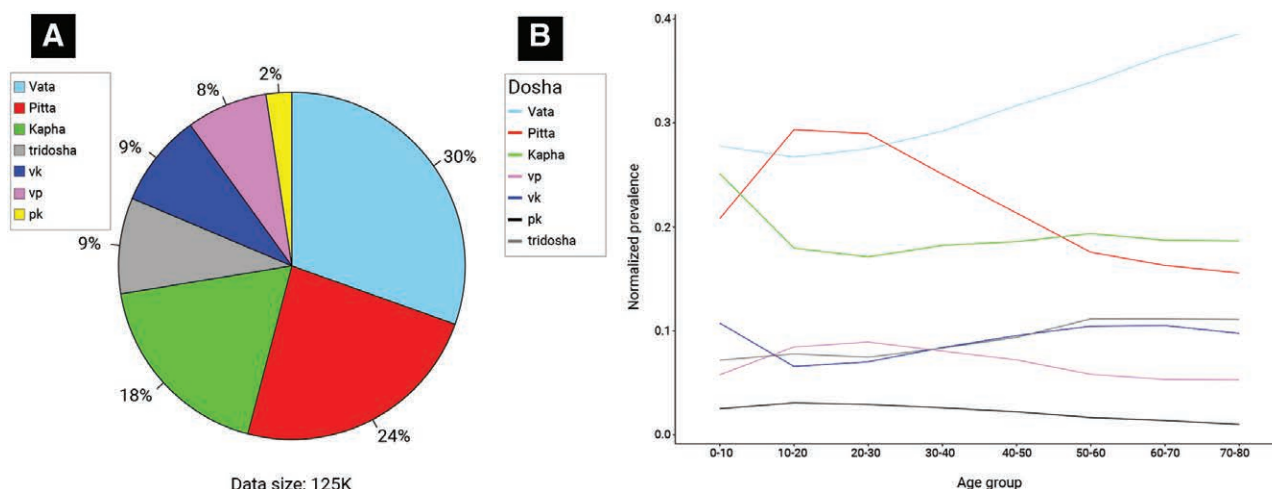 A
Vata
Pitta
Kapha
tridosha
vk
vp
pk
2%
8%
9%
9%
18%
24%
30%
Data size: 125K
B
Dosha
Vata
Pitta
Kapha
vp
vk
pk
tridosha
Normalized prevalence
0.4
0.3
0.2
0.1
0.0
0-10 10-20 20-30 30-40 40-50 50-60 60-70 70-80
Age group